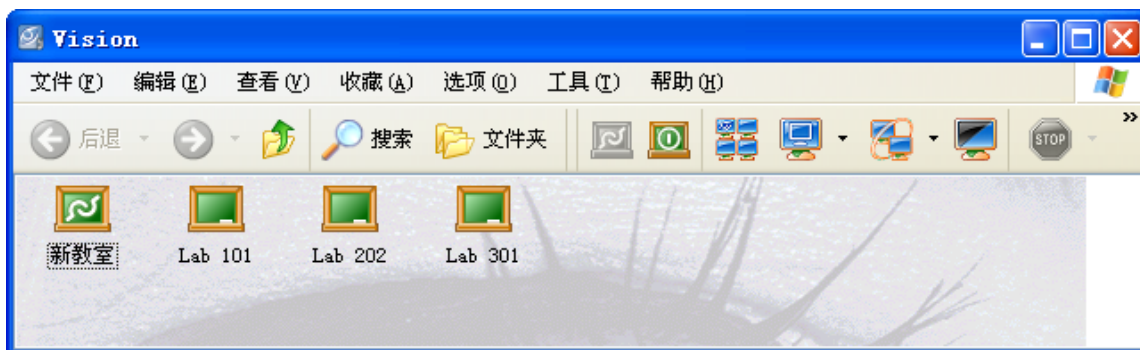 Vision
文件(F) 编辑(E) 查看(V) 收藏(A) 选项(O) 工具(T) 帮助(H)
后退 搜索 文件夹 STOP »
新教室 Lab 101 Lab 202 Lab 301